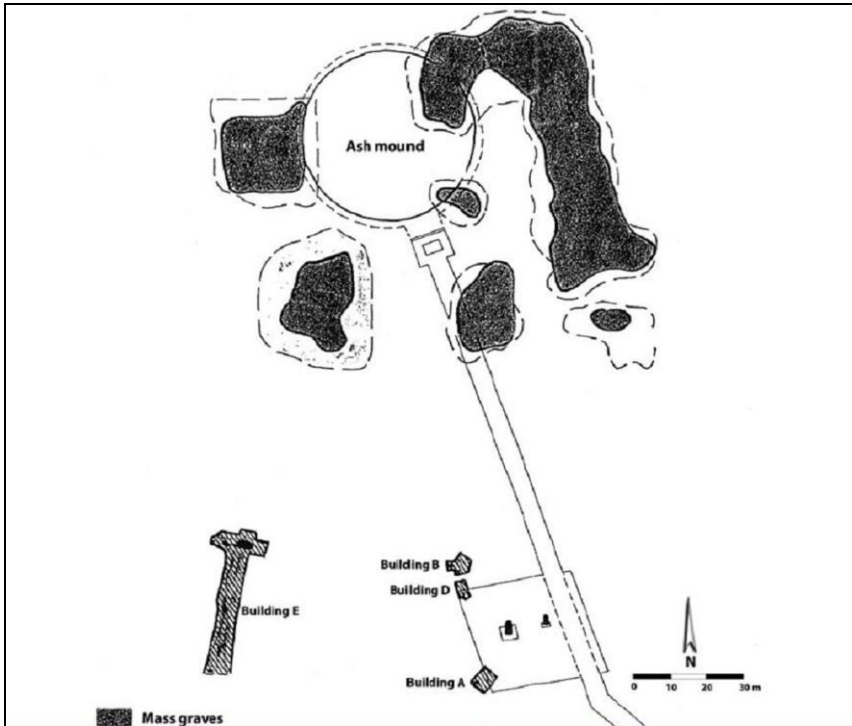 Ash mound
Building B
Building D
Building E
Building A
N
0 10 20 30 m
Mass graves